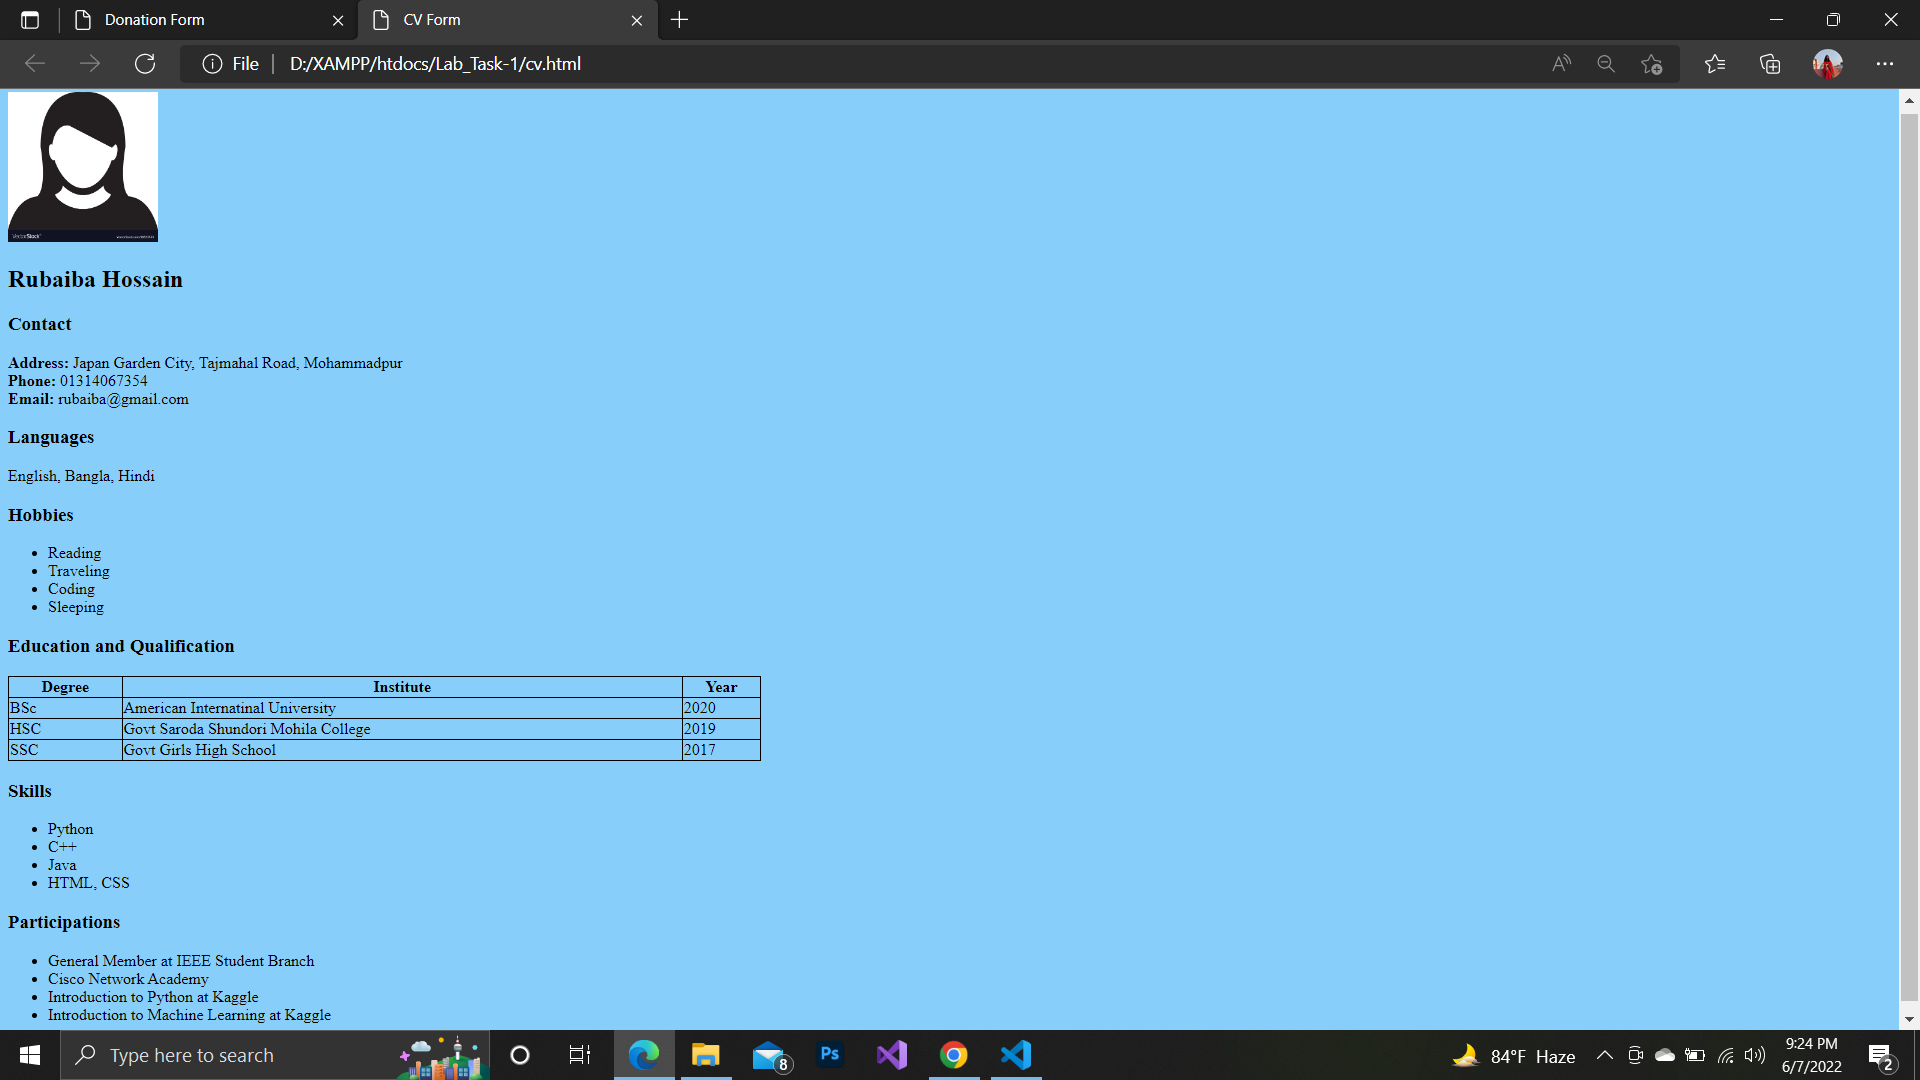 Donation Form
CV Form
File
D:/XAMPP/htdocs/Lab_Task-1/cv.html
VectorStock
Rubaiba Hossain
Contact
Address: Japan Garden City, Tajmahal Road, Mohammadpur
Phone: 01314067354
Email: rubaiba@gmail.com
Languages
English, Bangla, Hindi
Hobbies
• Reading
• Traveling
• Coding
• Sleeping
Education and Qualification
Degree Institute Year
BSc American Internatinal University 2020
HSC Govt Saroda Shundori Mohila College 2019
SSC Govt Girls High School 2017
Skills
• Python
• C++
• Java
• HTML, CSS
Participations
• General Member at IEEE Student Branch
• Cisco Network Academy
• Introduction to Python at Kaggle
• Introduction to Machine Learning at Kaggle
Type here to search
8
Ps
84°F Haze
9:24 PM
6/7/2022
2